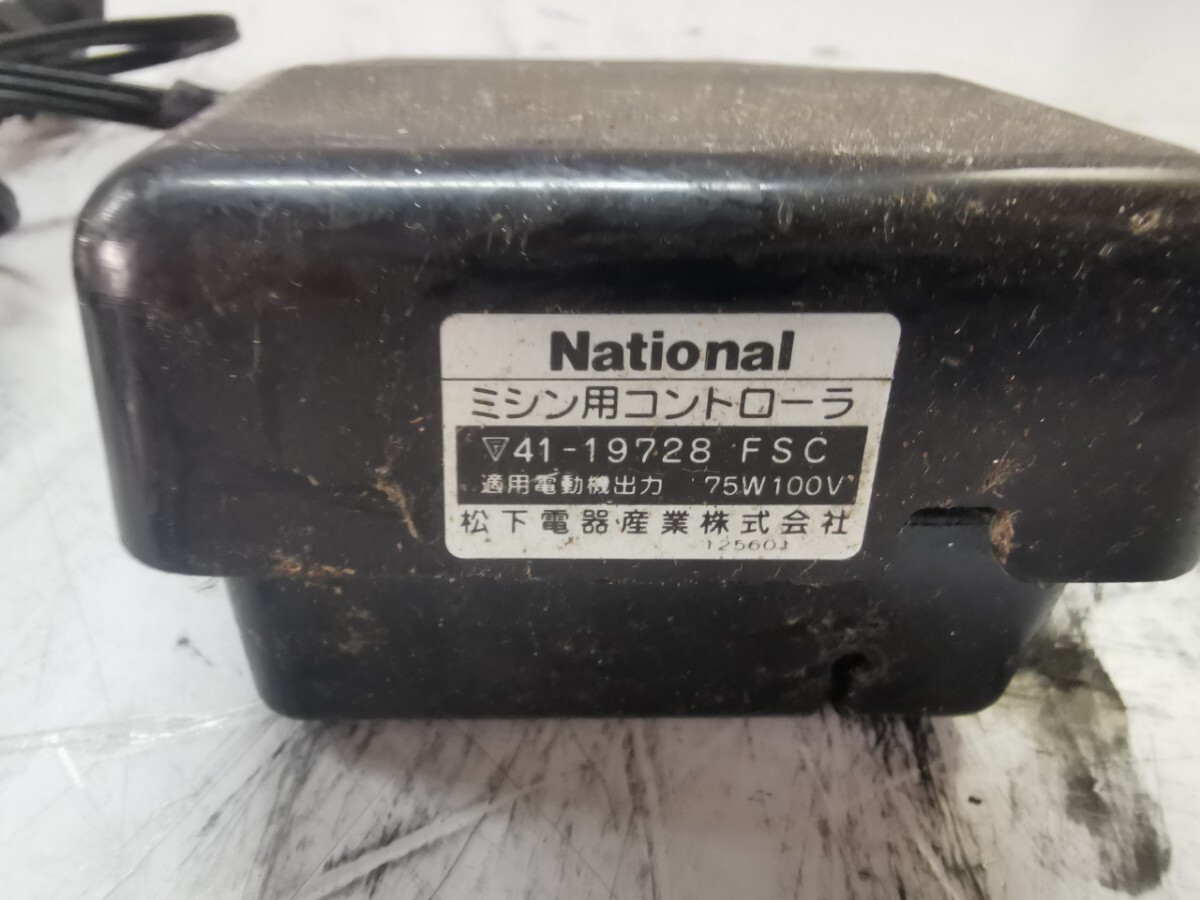 National
ミシン用コントローラ
41-19728 FSC
適用電動機出力 75W100V
松下電器産業株式会社
125601